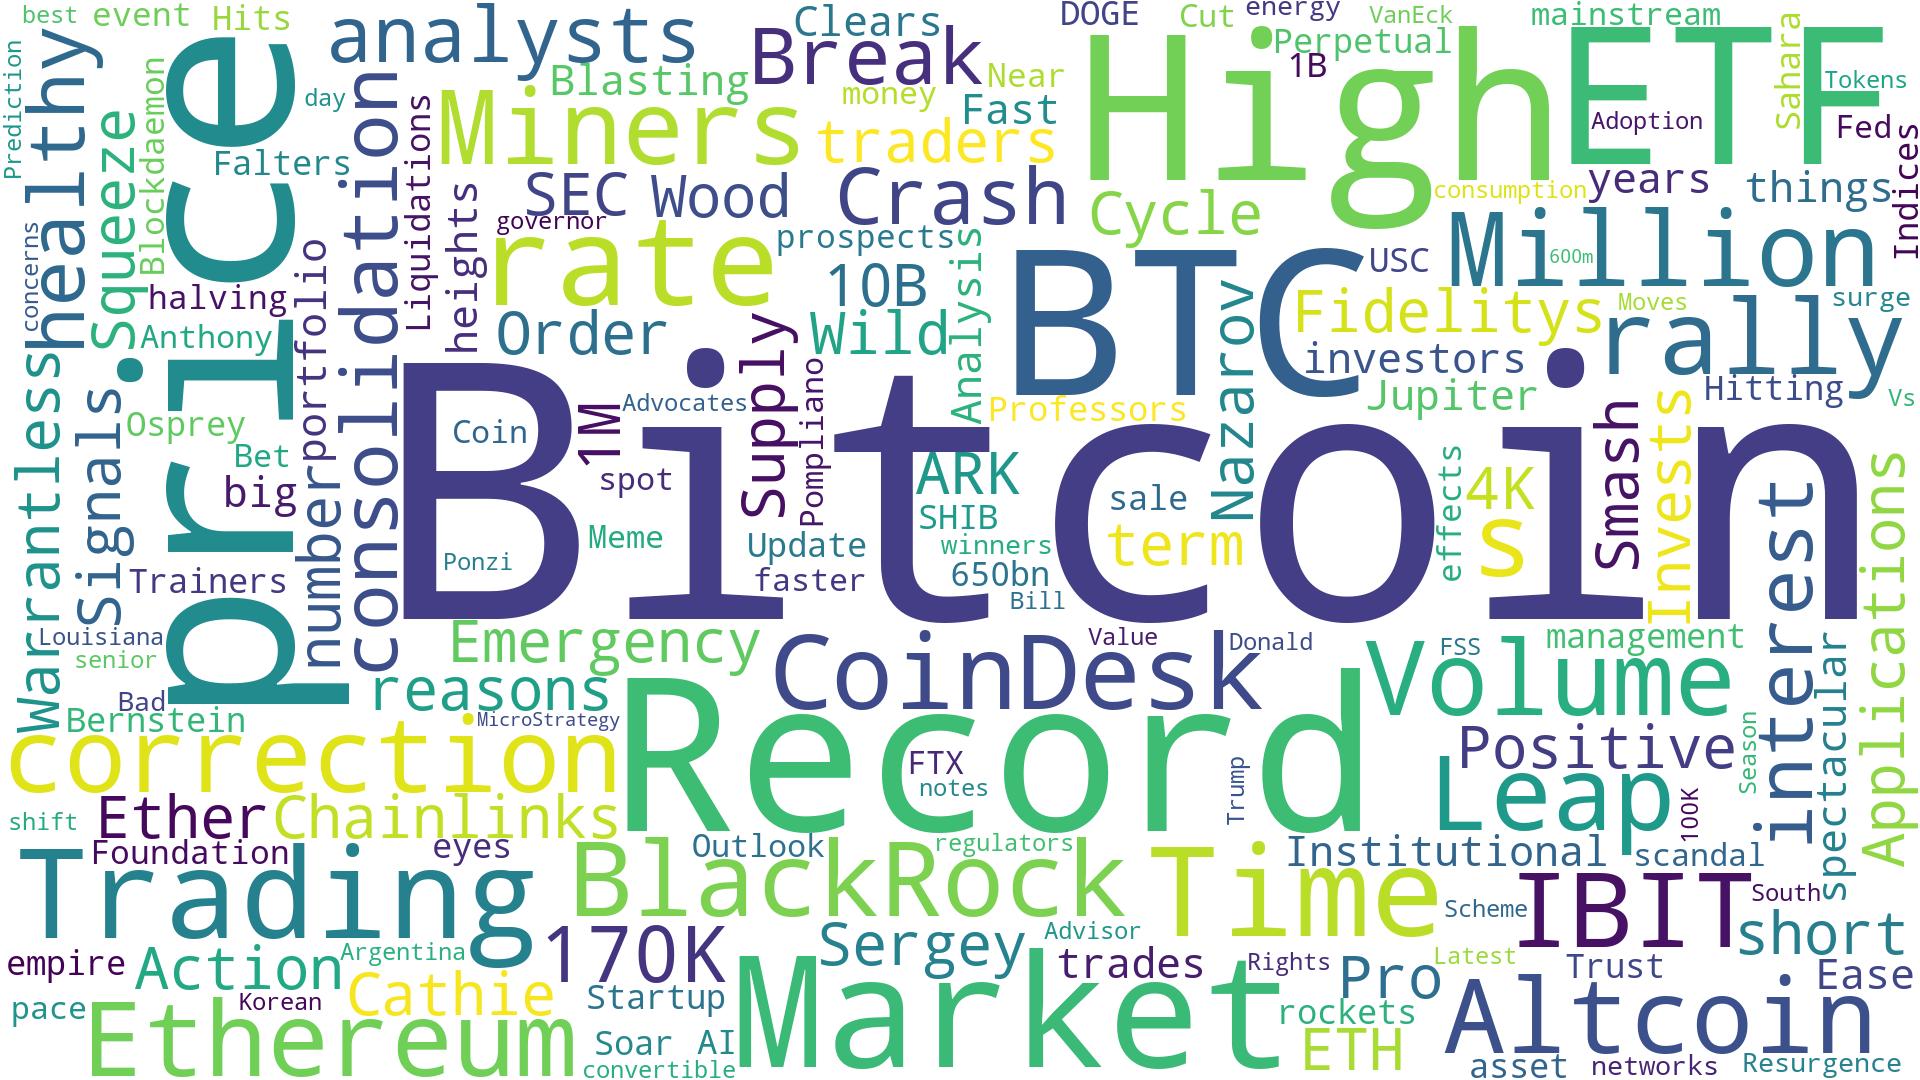 best
event
Hits
analysts
Clears
Break
DOGE
Cut
energy
VanEck
mainstream
Prediction
healthy
price
day
Blasting
Near
Perpetual
1B
High
ETF
Sahara
Tokens
Squeeze
Blockdaemon
Miners
money
Fast
Adoption
Fed
Indices
Falters
consolidation
Liquidations
traders
heights
SEC
Wood
Crash
Cycle
consumption
years
things
governor
rate
prospects
Million
600m
concerns
portfolio
10B
Analysis
BTC
USC
Nazarov
halving
Anthony
Order
Supply
Wild
Fidelitys
Moves
surge
rally
investors
Warrantless
Signals
Osprey
Bet
big
number
Bitcoin
Coin
1M
Advocates
Pompliano
Professors
Jupiter
Hitting
Vs
spot
ARK
sale
effects
4K
s
Smash
Invests
interest
Applications
Ponzi
Meme
Update
SHIB
winners
term
faster
650bn
Bill
Trainers
Louisiana
senior
Bad
Bernstein
Emergency
reasons
CoinDesk
Value
Donald
FSS
management
Volume
spectacular
correction
MicroStrategy
Record
FTX
notes
Trump
Positive
Leap
100K
Season
shift
Ether
Chainlinks
Foundation
eyes
Outlook
regulators
Institutional
scandal
Trading
BlackRock
Time
Scheme
IBIT
South
short
empire
Action
Argentina
170K
Sergey
Advisor
trades
Rights
Latest
Pro
Trust
Ease
pace
Korean
Cathie
Startup
Market
rockets
Altcoin
Ethereum
Soar
AI
convertible
ETH
asset
networks
Resurgence